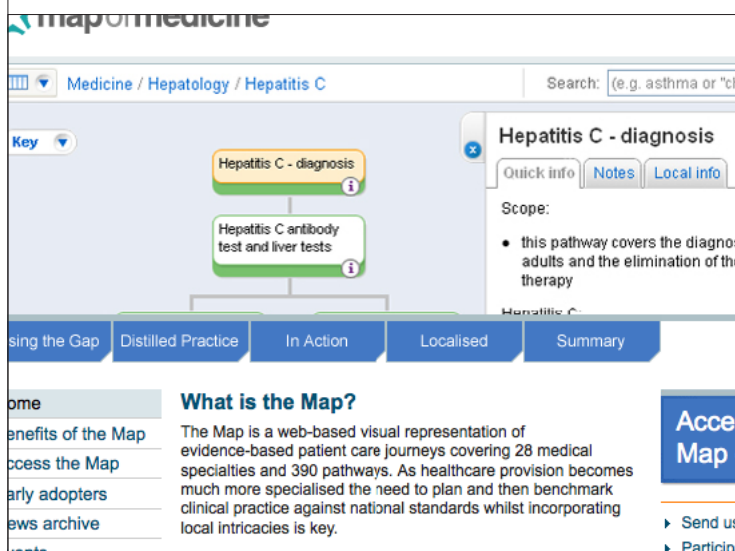 mapofmedicine
Medicine / Hepatology / Hepatitis C
Search: (e.g. asthma or "c
Key
Hepatitis C - diagnosis
Hepatitis C antibody
test and liver tests
Hepatitis C - diagnosis
Quick info Notes Local info
Scope:
• this pathway covers the diagno
adults and the elimination of th
therapy
Hepatitis C:
sing the Gap Distilled Practice In Action Localised Summary
ome
enefits of the Map
ccess the Map
arly adopters
ews archive
What is the Map?
The Map is a web-based visual representation of
evidence-based patient care journeys covering 28 medical
specialties and 390 pathways. As healthcare provision becomes
much more specialised the need to plan and then benchmark
clinical practice against national standards whilst incorporating
local intricacies is key.
Acce
Map
Send us
Particip